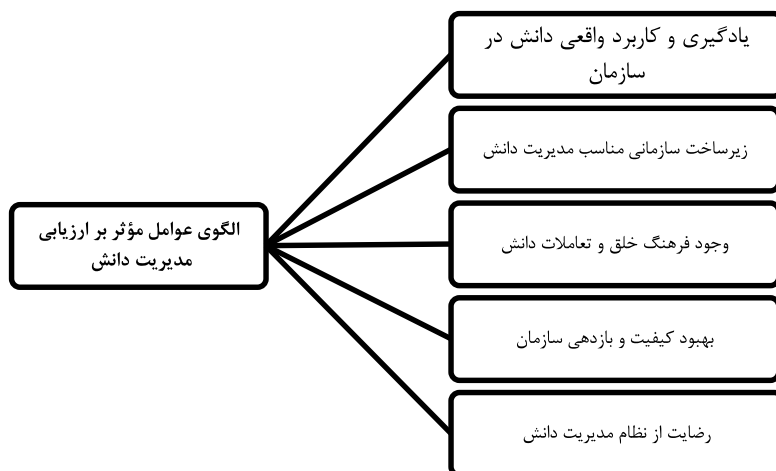 یادگیری و کاربرد واقعی دانش در
سازمان
زیرساخت سازمانی مناسب مدیریت دانش
وجود فرهنگ خلق و تعاملات دانش
بهبود کیفیت و بازدهی سازمان
رضایت از نظام مدیریت دانش
الگوی عوامل مؤثر بر ارزیابی
مدیریت دانش